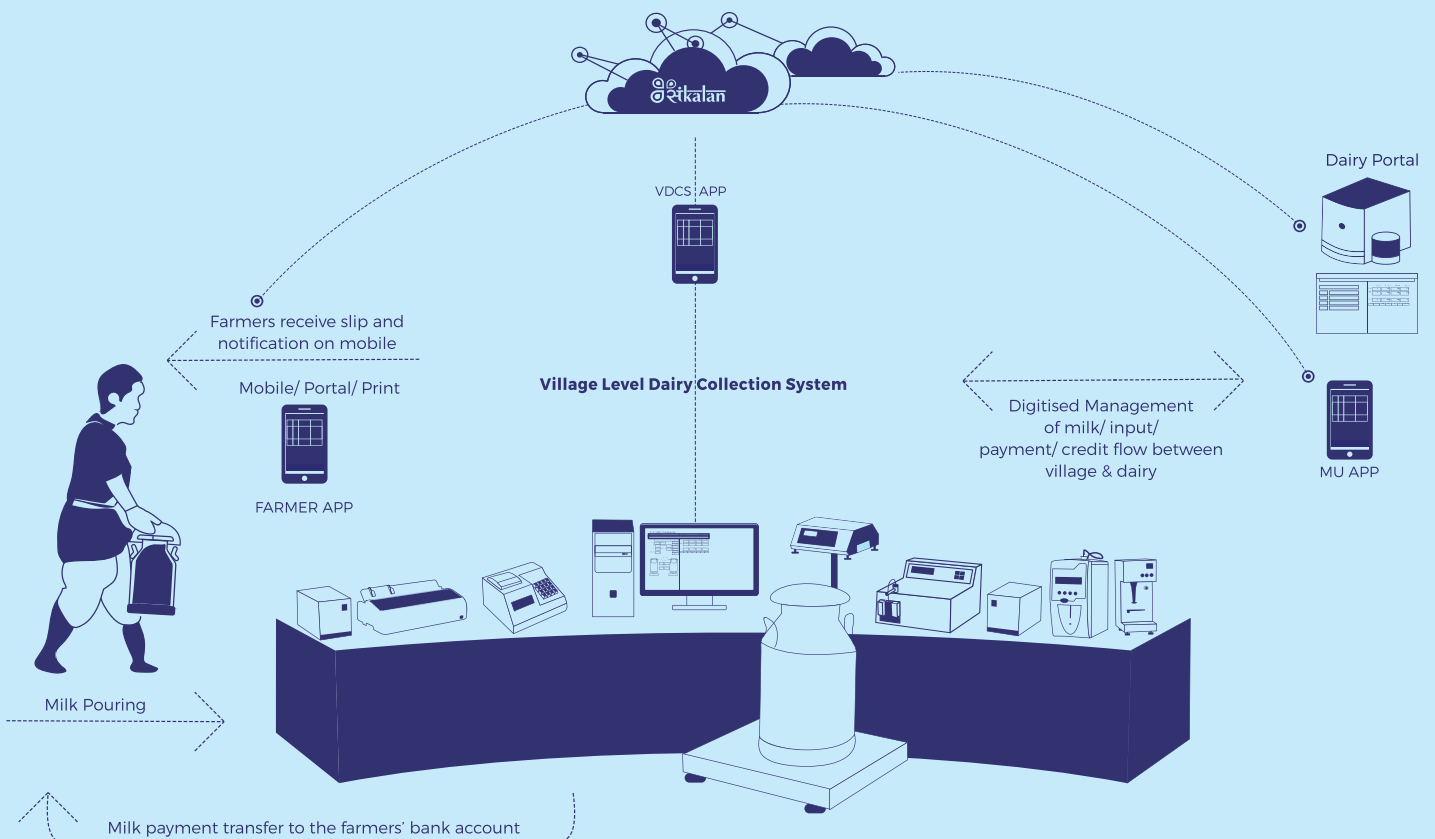 संkalan
Dairy Portal
VDCS APP
Farmers receive slip and
notification on mobile
Mobile/ Portal/ Print
FARMER APP
Village Level Dairy Collection System
Digitised Management
of milk/ input/
payment/ credit flow between
village & dairy
MU APP
Milk Pouring
Milk payment transfer to the farmers’ bank account